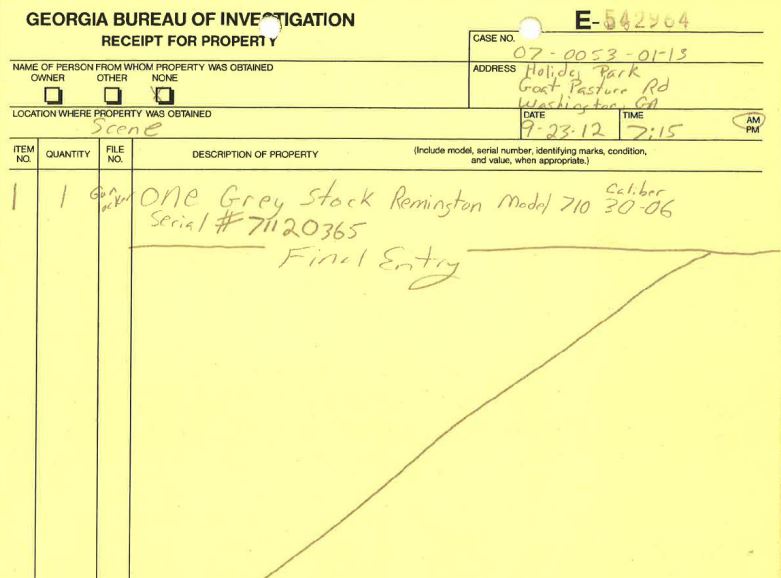 GEORGIA BUREAU OF INVESTIGATION
RECEIPT FOR PROPERTY
E-542964
CASE NO.
07-0053-01-13
NAME OF PERSON FROM WHOM PROPERTY WAS OBTAINED
OWNER OTHER NONE
ADDRESS Holiday Park
Goat Pasture Rd
Washington, GA
LOCATION WHERE PROPERTY WAS OBTAINED
Scene
DATE TIME AM
9-23-12 7:15 PM
ITEM NO. QUANTITY FILE NO. DESCRIPTION OF PROPERTY (Include model, serial number, identifying marks, condition, and value, when appropriate.)
1 1 Gun locker One Grey Stock Remington Model 710 Caliber 30-06
Serial # 71120365
Final Entry